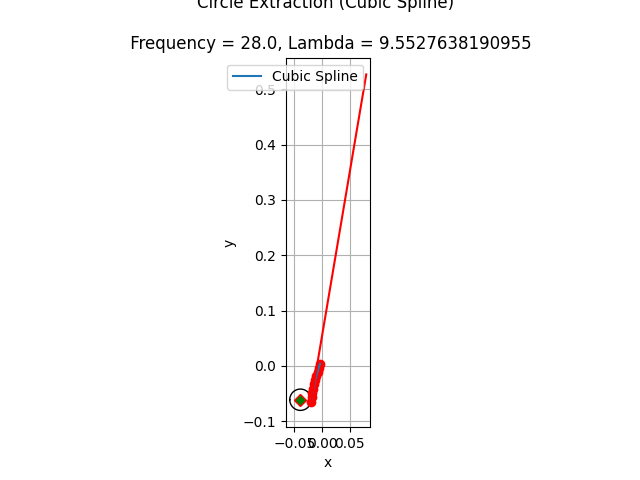 Circle Extraction (Cubic Spline)
Frequency = 28.0, Lambda = 9.5527638190955
Cubic Spline
0.5
0.4
0.3
0.2
0.1
0.0
−0.1
y
−0.05 0.00 0.05
x